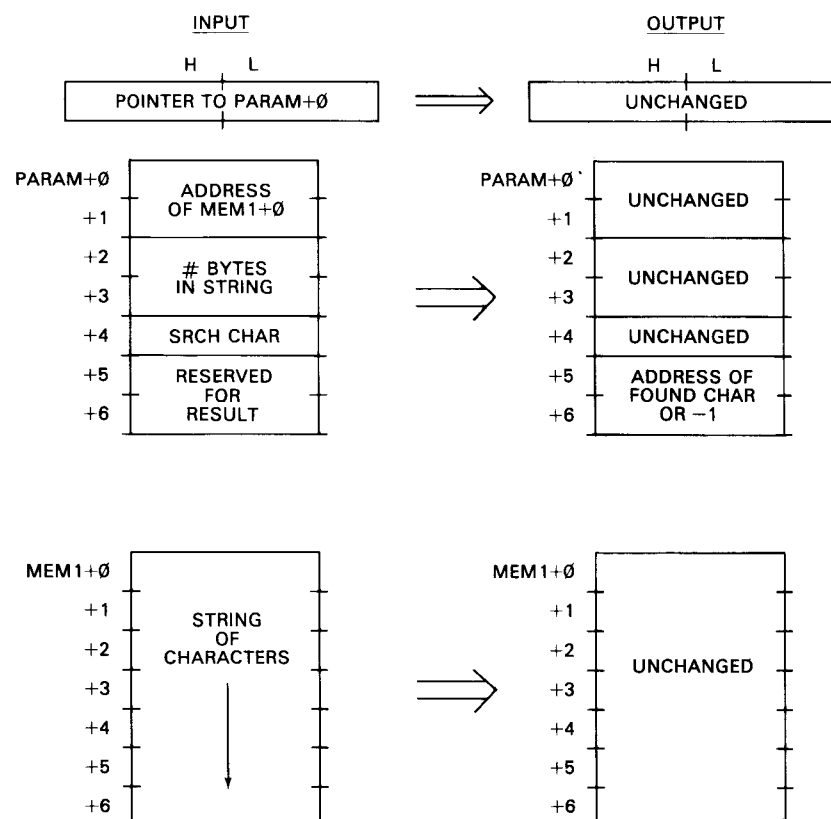 INPUT
H L
POINTER TO PARAM+Ø
PARAM+Ø
+1
+2
+3
+4
+5
+6
ADDRESS
OF MEM1+Ø
# BYTES
IN STRING
SRCH CHAR
RESERVED
FOR
RESULT
OUTPUT
H L
UNCHANGED
PARAM+Ø
+1
+2
+3
+4
+5
+6
UNCHANGED
UNCHANGED
UNCHANGED
ADDRESS OF
FOUND CHAR
OR −1
MEM1+Ø
+1
+2
+3
+4
+5
+6
STRING
OF
CHARACTERS
MEM1+Ø
+1
+2
+3
+4
+5
+6
UNCHANGED